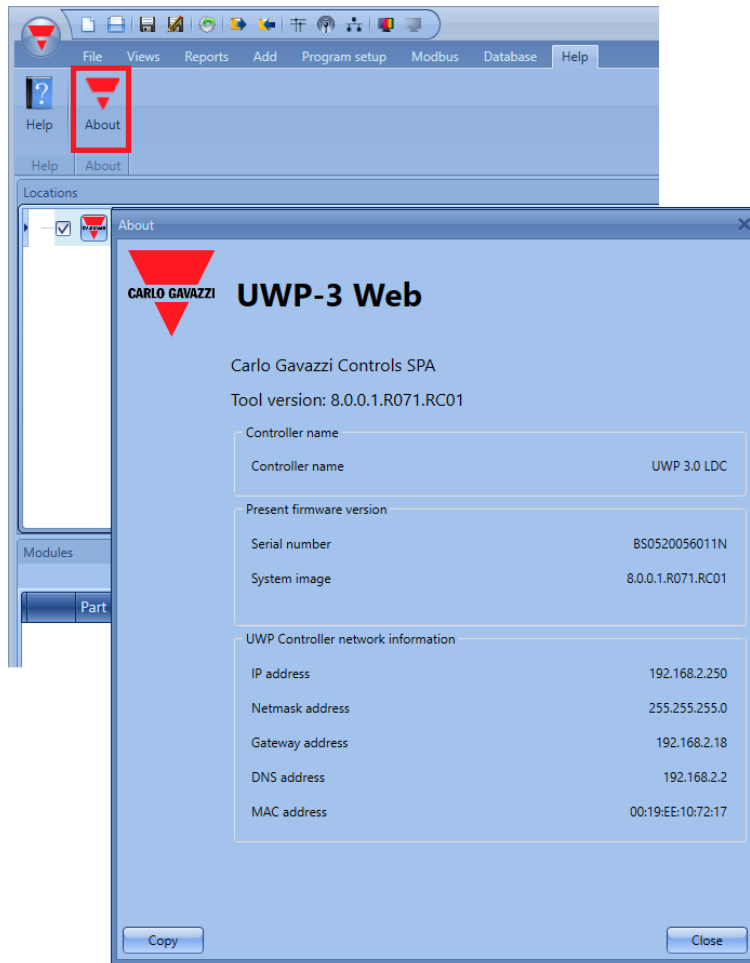 File Views Reports Add Program setup Modbus Database Help
Help About
Help About
Locations
About
CARLO GAVAZZI
UWP-3 Web
Carlo Gavazzi Controls SPA
Tool version: 8.0.0.1.R071.RC01
Controller name
Controller name UWP 3.0 LDC
Present firmware version
Serial number BS0520056011N
System image 8.0.0.1.R071.RC01
Modules
Part
UWP Controller network information
IP address 192.168.2.250
Netmask address 255.255.255.0
Gateway address 192.168.2.18
DNS address 192.168.2.2
MAC address 00:19:EE:10:72:17
Copy Close